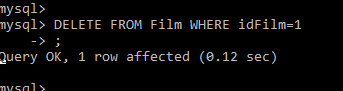 mysql>
mysql> DELETE FROM Film WHERE idFilm=1
    -> ;
Query OK, 1 row affected (0.12 sec)
mysql>